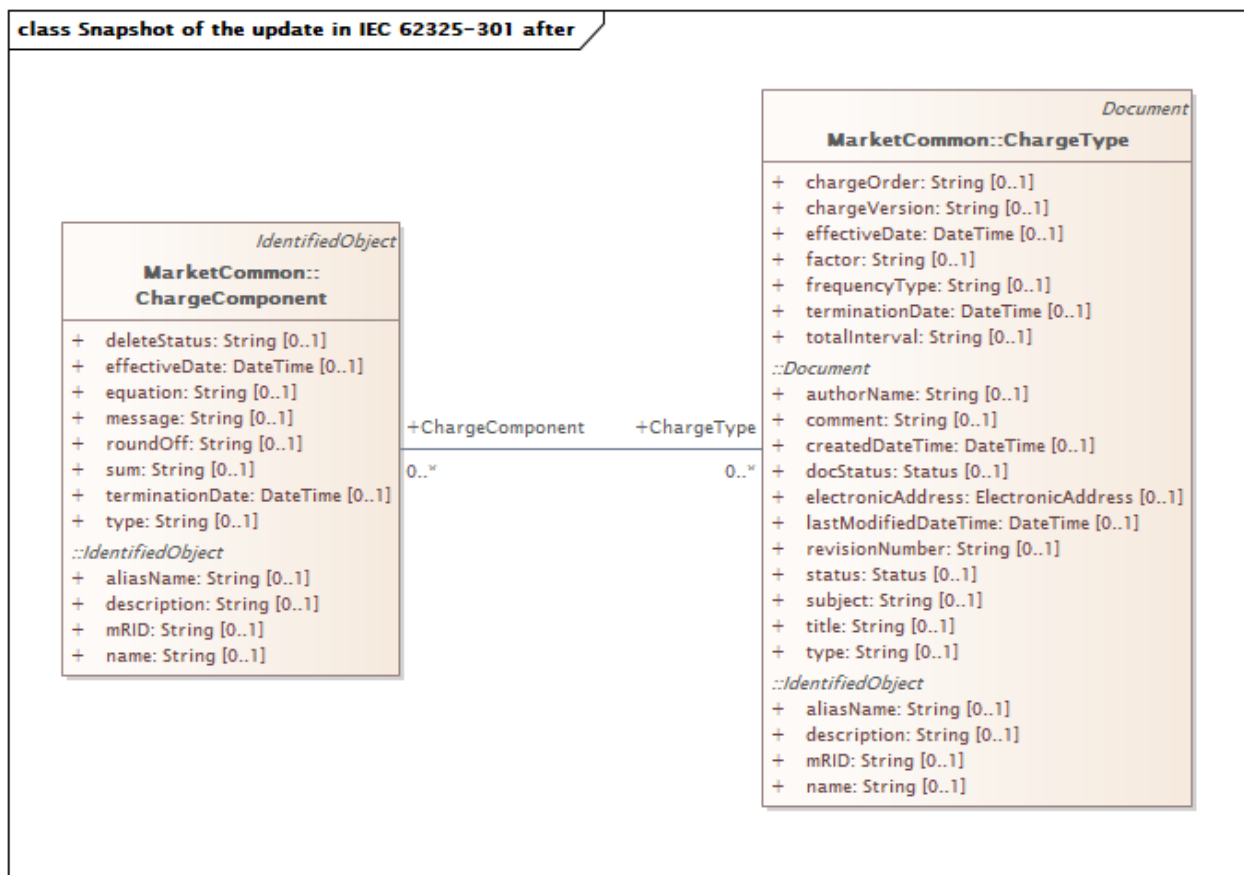 class Snapshot of the update in IEC 62325-301 after
IdentifiedObject
MarketCommon::
ChargeComponent
+ deleteStatus: String [0..1]
+ effectiveDate: DateTime [0..1]
+ equation: String [0..1]
+ message: String [0..1]
+ roundOff: String [0..1]
+ sum: String [0..1]
+ terminationDate: DateTime [0..1]
+ type: String [0..1]
::IdentifiedObject
+ aliasName: String [0..1]
+ description: String [0..1]
+ mRID: String [0..1]
+ name: String [0..1]
+ChargeComponent
0..*
+ChargeType
0..*
Document
MarketCommon::ChargeType
+ chargeOrder: String [0..1]
+ chargeVersion: String [0..1]
+ effectiveDate: DateTime [0..1]
+ factor: String [0..1]
+ frequencyType: String [0..1]
+ terminationDate: DateTime [0..1]
+ totalInterval: String [0..1]
::Document
+ authorName: String [0..1]
+ comment: String [0..1]
+ createdDateTime: DateTime [0..1]
+ docStatus: Status [0..1]
+ electronicAddress: ElectronicAddress [0..1]
+ lastModifiedDateTime: DateTime [0..1]
+ revisionNumber: String [0..1]
+ status: Status [0..1]
+ subject: String [0..1]
+ title: String [0..1]
+ type: String [0..1]
::IdentifiedObject
+ aliasName: String [0..1]
+ description: String [0..1]
+ mRID: String [0..1]
+ name: String [0..1]